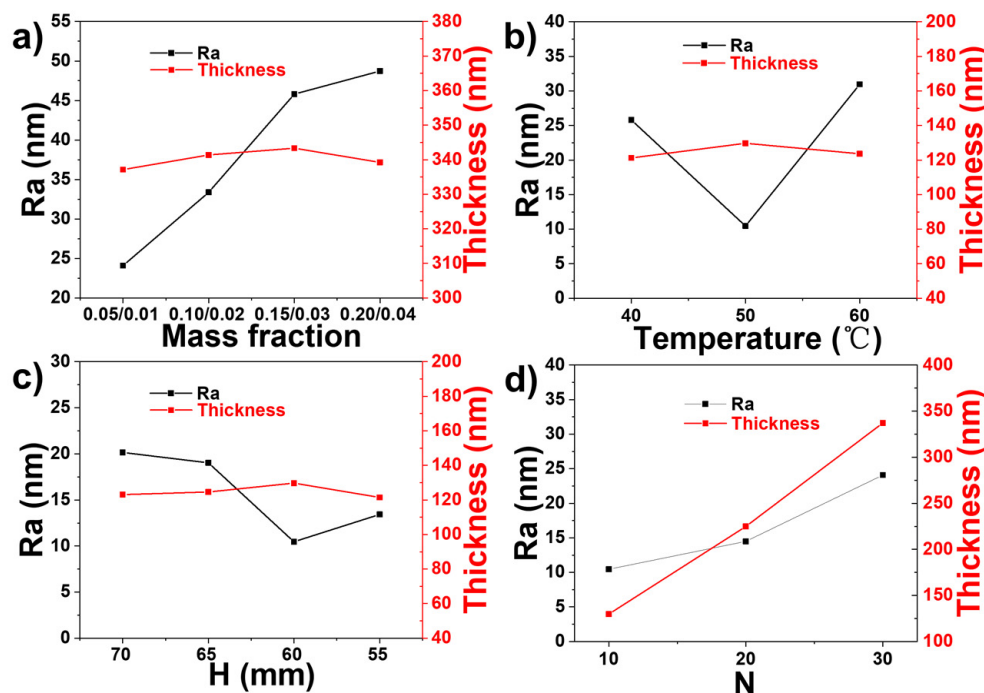 a)
Ra
Thickness
55
50
45
40
35
30
25
20
380
370
360
350
340
330
320
310
300
0.05/0.01 0.10/0.02 0.15/0.03 0.20/0.04
Ra (nm)
Thickness (nm)
Mass fraction
b)
Ra
Thickness
40
35
30
25
20
15
10
5
0
200
180
160
140
120
100
80
60
40
40 50 60
Ra (nm)
Thickness (nm)
Temperature (℃)
c)
Ra
Thickness
30
25
20
15
10
5
0
200
180
160
140
120
100
80
60
40
70 65 60 55
Ra (nm)
Thickness (nm)
H (mm)
d)
Ra
Thickness
40
35
30
25
20
15
10
5
0
400
350
300
250
200
150
100
10 20 30
Ra (nm)
Thickness (nm)
N